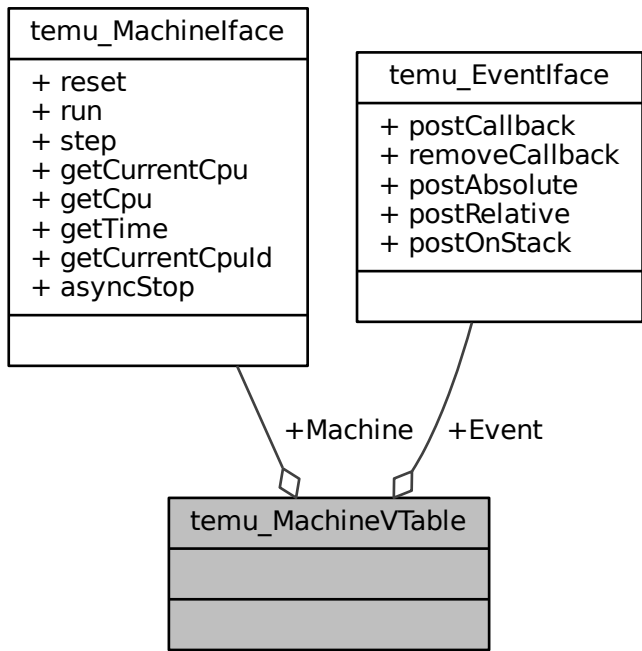 temu_MachineIface
+ reset
+ run
+ step
+ getCurrentCpu
+ getCpu
+ getTime
+ getCurrentCpuId
+ asyncStop
temu_EventIface
+ postCallback
+ removeCallback
+ postAbsolute
+ postRelative
+ postOnStack
+Machine
+Event
temu_MachineVTable